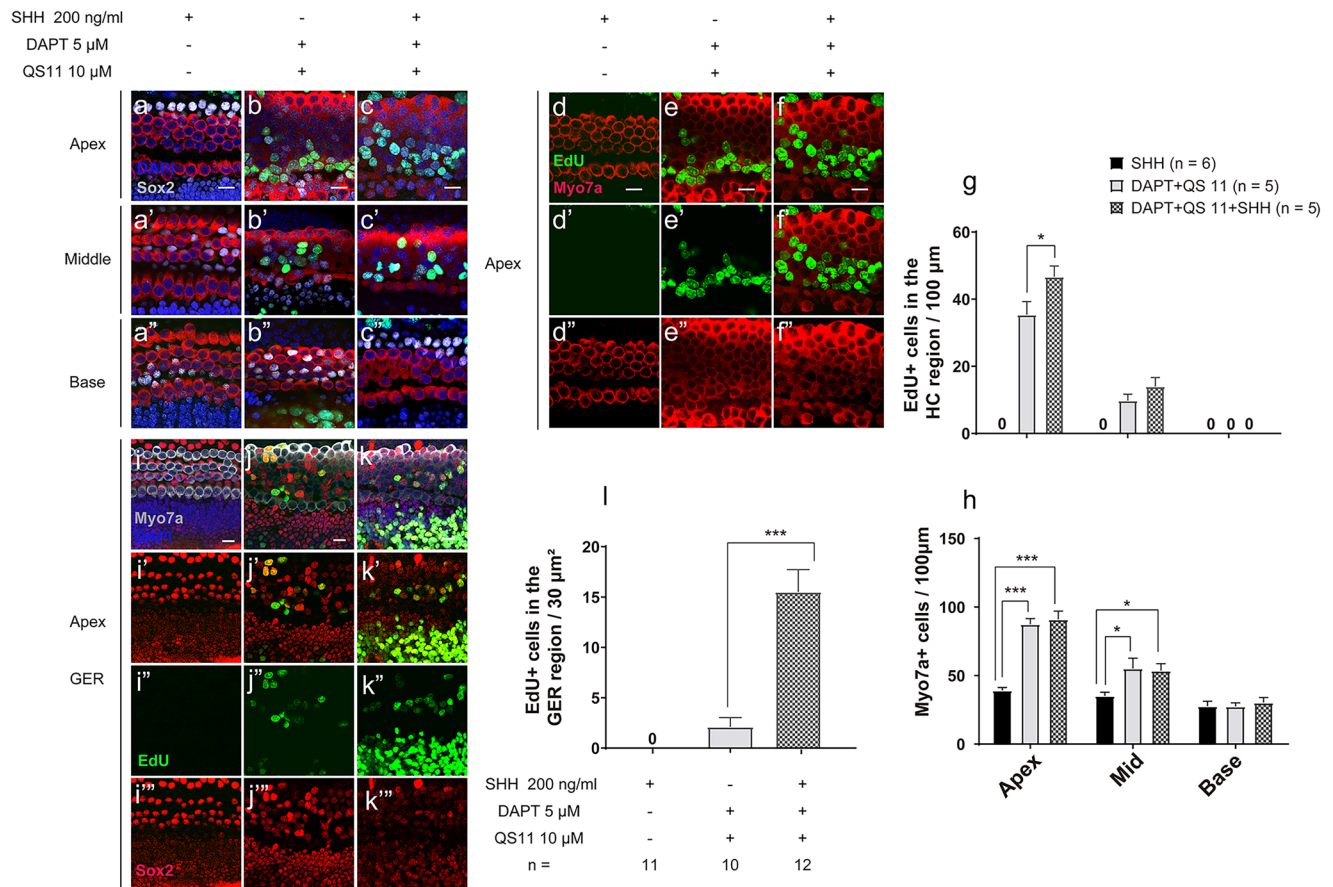 SHH 200 ng/ml + - +
DAPT 5 µM - + +
QS11 10 µM - + +
+ - +
- + +
- + +
Apex
a b c
DAPI
Sox2
Middle
a’ b’ c’
Base
a” b” c”
Apex
d e f
EdU
Myo7a
d’ e’ f’
d” e” f”
g
SHH (n = 6)
DAPT+QS 11 (n = 5)
DAPT+QS 11+SHH (n = 5)
EdU+ cells in the
HC region / 100 µm
60
40
20
0
*
0 0 0 0 0
Apex
GER
i j k
Myo7a
DAPI
i’ j’ k’
i” j” k”
EdU
i’” j’” k’”
Sox2
l
EdU+ cells in the
GER region / 30 µm²
20
15
10
5
0
***
0
SHH 200 ng/ml + - +
DAPT 5 µM - + +
QS11 10 µM - + +
n = 11 10 12
h
Myo7a+ cells / 100µm
150
100
50
0
***
***
*
*
Apex Mid Base